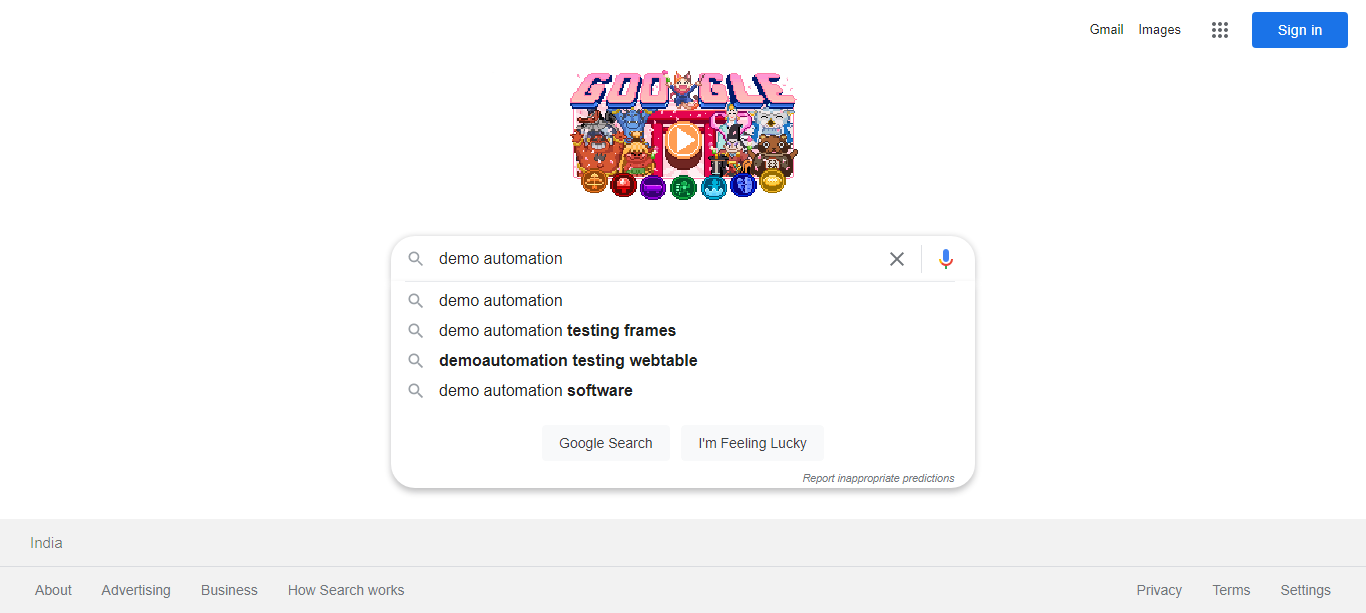 Gmail Images Sign in
GOOGLE
demo automation
demo automation
demo automation testing frames
demoautomation testing webtable
demo automation software
Google Search I'm Feeling Lucky
Report inappropriate predictions
India
About Advertising Business How Search works Privacy Terms Settings